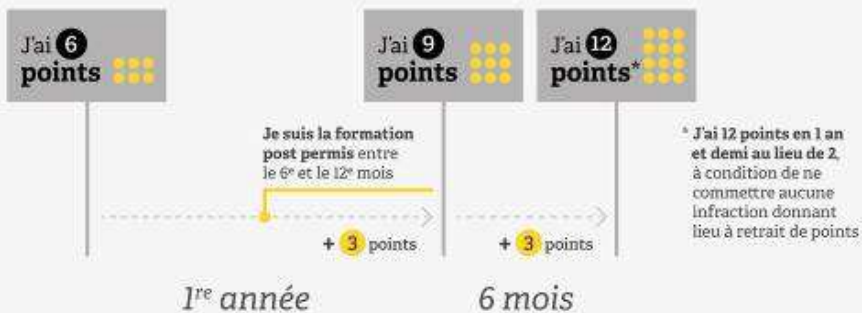 J'ai 6
points
J'ai 9
points
J'ai 12
points*
Je suis la formation
post permis entre
le 6e et le 12e mois
* J'ai 12 points en 1 an
et demi au lieu de 2,
à condition de ne
commettre aucune
infraction donnant
lieu à retrait de points
+ 3 points
+ 3 points
1re année
6 mois